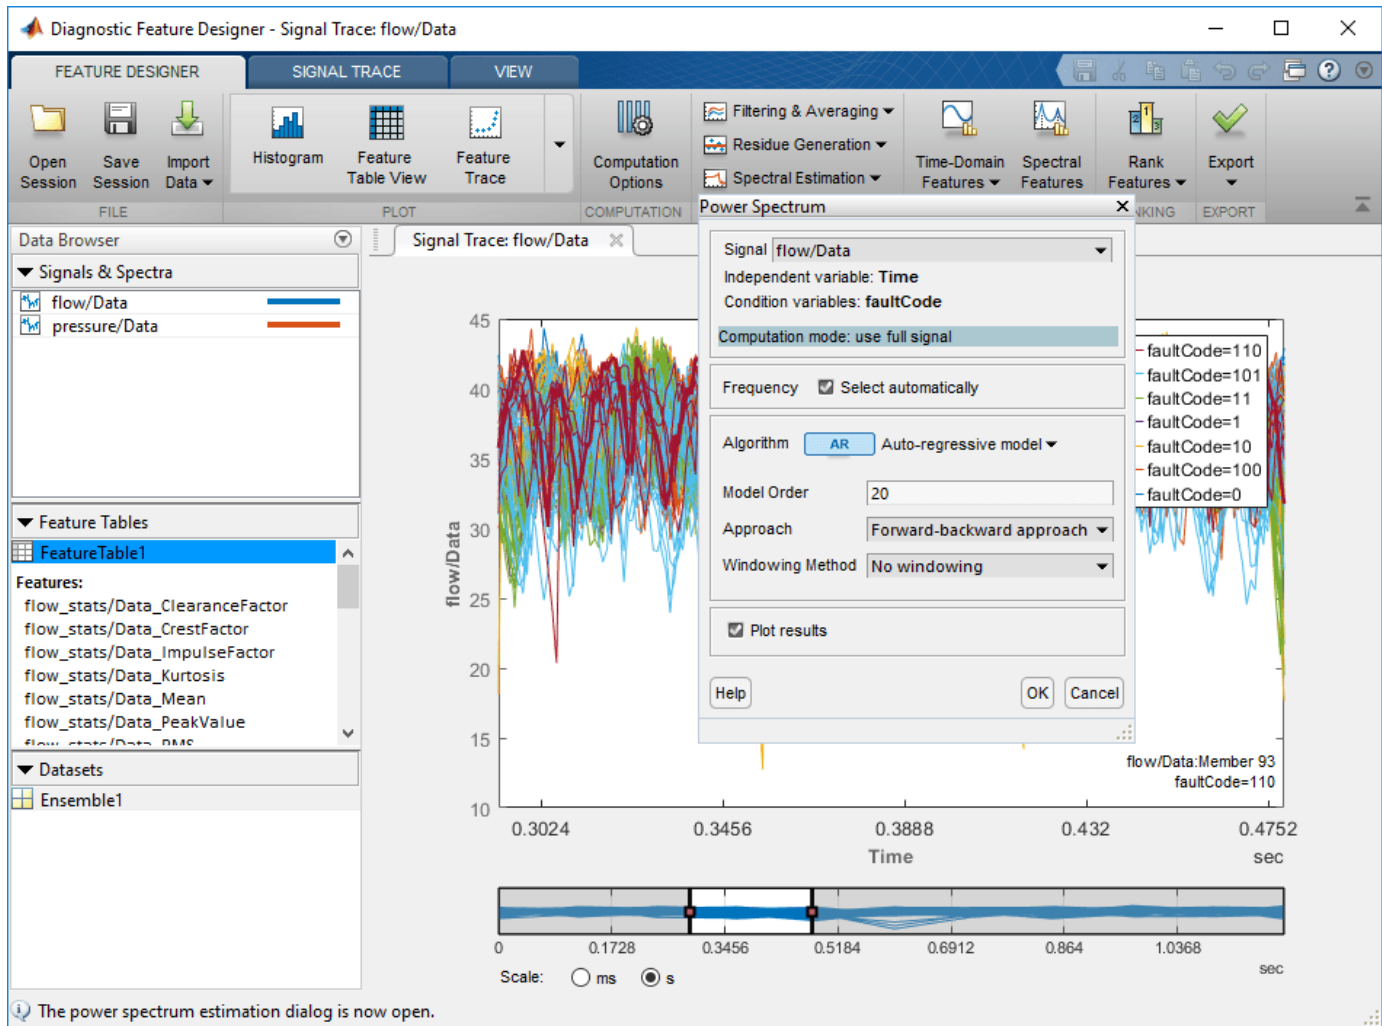 Diagnostic Feature Designer - Signal Trace: flow/Data
FEATURE DESIGNER
SIGNAL TRACE
VIEW
Open Session
Save Session
Import Data
Histogram
Feature Table View
Feature Trace
Computation Options
Filtering & Averaging
Residue Generation
Spectral Estimation
Time-Domain Features
Spectral Features
Rank Features
Export
FILE
PLOT
COMPUTATION
NKING
EXPORT
Data Browser
Signals & Spectra
flow/Data
pressure/Data
Feature Tables
FeatureTable1
Features:
flow_stats/Data_ClearanceFactor
flow_stats/Data_CrestFactor
flow_stats/Data_ImpulseFactor
flow_stats/Data_Kurtosis
flow_stats/Data_Mean
flow_stats/Data_PeakValue
flow_stats/Data_RMS
Datasets
Ensemble1
Signal Trace: flow/Data
Power Spectrum
Signal flow/Data
Independent variable: Time
Condition variables: faultCode
Computation mode: use full signal
Frequency Select automatically
Algorithm AR Auto-regressive model
Model Order 20
Approach Forward-backward approach
Windowing Method No windowing
Plot results
Help OK Cancel
faultCode=110
faultCode=101
faultCode=11
faultCode=1
faultCode=10
faultCode=100
faultCode=0
45
40
35
30
25
20
15
10
flow/Data
flow/Data:Member 93
faultCode=110
0.3024 0.3456 0.3888 0.432 0.4752
Time
sec
0 0.1728 0.3456 0.5184 0.6912 0.864 1.0368
sec
Scale: ms s
The power spectrum estimation dialog is now open.